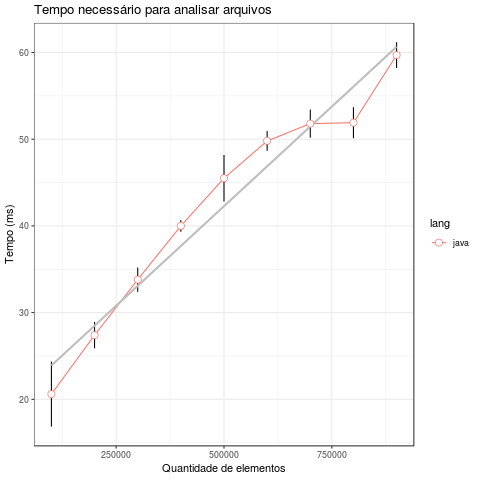 Tempo necessário para analisar arquivos
60
50
40
30
20
Tempo (ms)
250000
500000
750000
Quantidade de elementos
lang
java